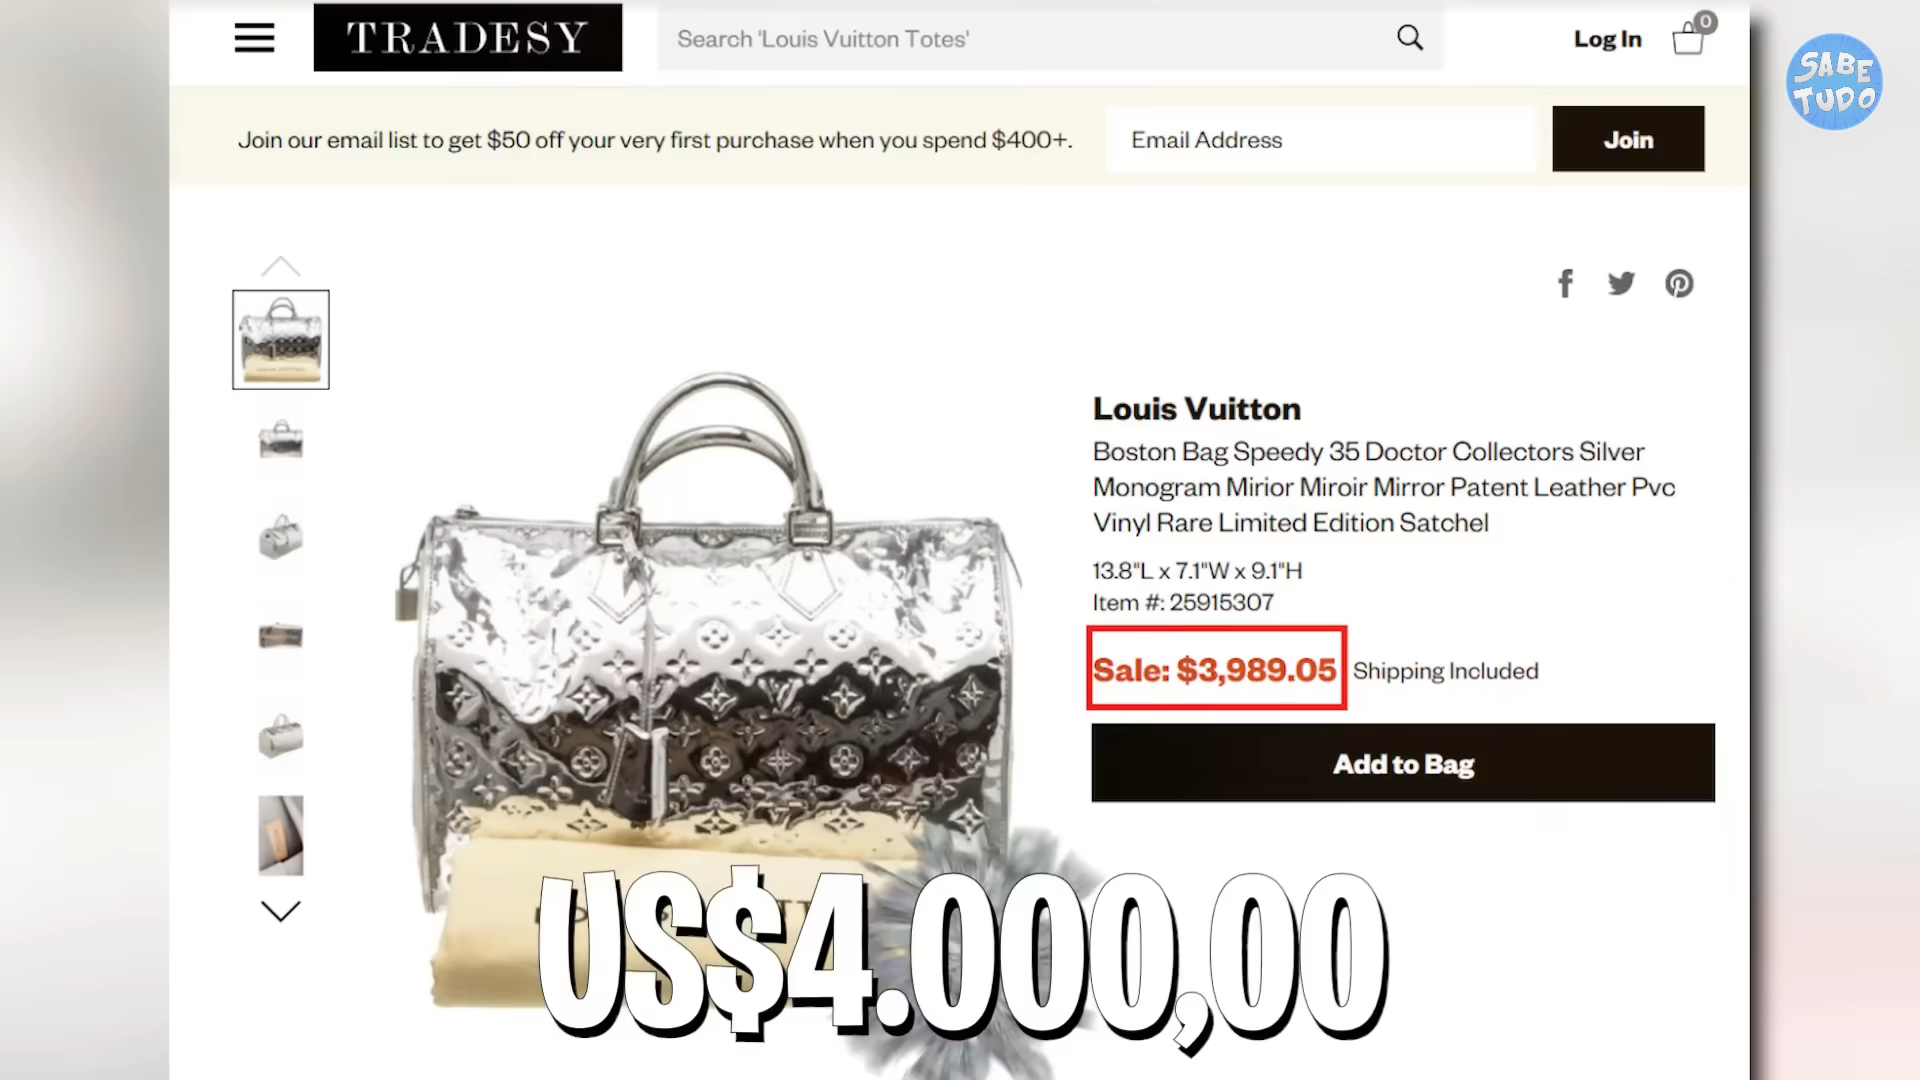 TRADESY
Search 'Louis Vuitton Totes'
Log In
0
SABE
TUDO
Join our email list to get $50 off your very first purchase when you spend $400+.
Email Address
Join
Louis Vuitton
Boston Bag Speedy 35 Doctor Collectors Silver
Monogram Mirior Miroir Mirror Patent Leather Pvc
Vinyl Rare Limited Edition Satchel
13.8"L x 7.1"W x 9.1"H
Item #: 25915307
Sale: $3,989.05 Shipping Included
Add to Bag
US$4.000,00